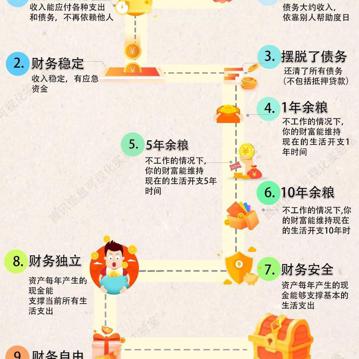 收入能应付各种支出
和债务，不再依赖他人
债务大约收入，
依靠别人帮助度日
2.
财务稳定
收入稳定，有应急
资金
3.
摆脱了债务
还清了所有债务
（不包括抵押贷款）
4.
1年余粮
不工作的情况下，
你的财富能维持
现在的生活开支1
年时间
5.
5年余粮
不工作的情况下，
你的财富能维持
现在的生活开支5年
时间
6.
10年余粮
不工作的情况下,你
的财富能维持现在
的生活开支10年时
7.
财务安全
资产每年产生的现
金能够支撑基本的
生活支出
8.
财务独立
资产每年产生的
现金能
支撑当前所有生
活支出
9.
财务自由